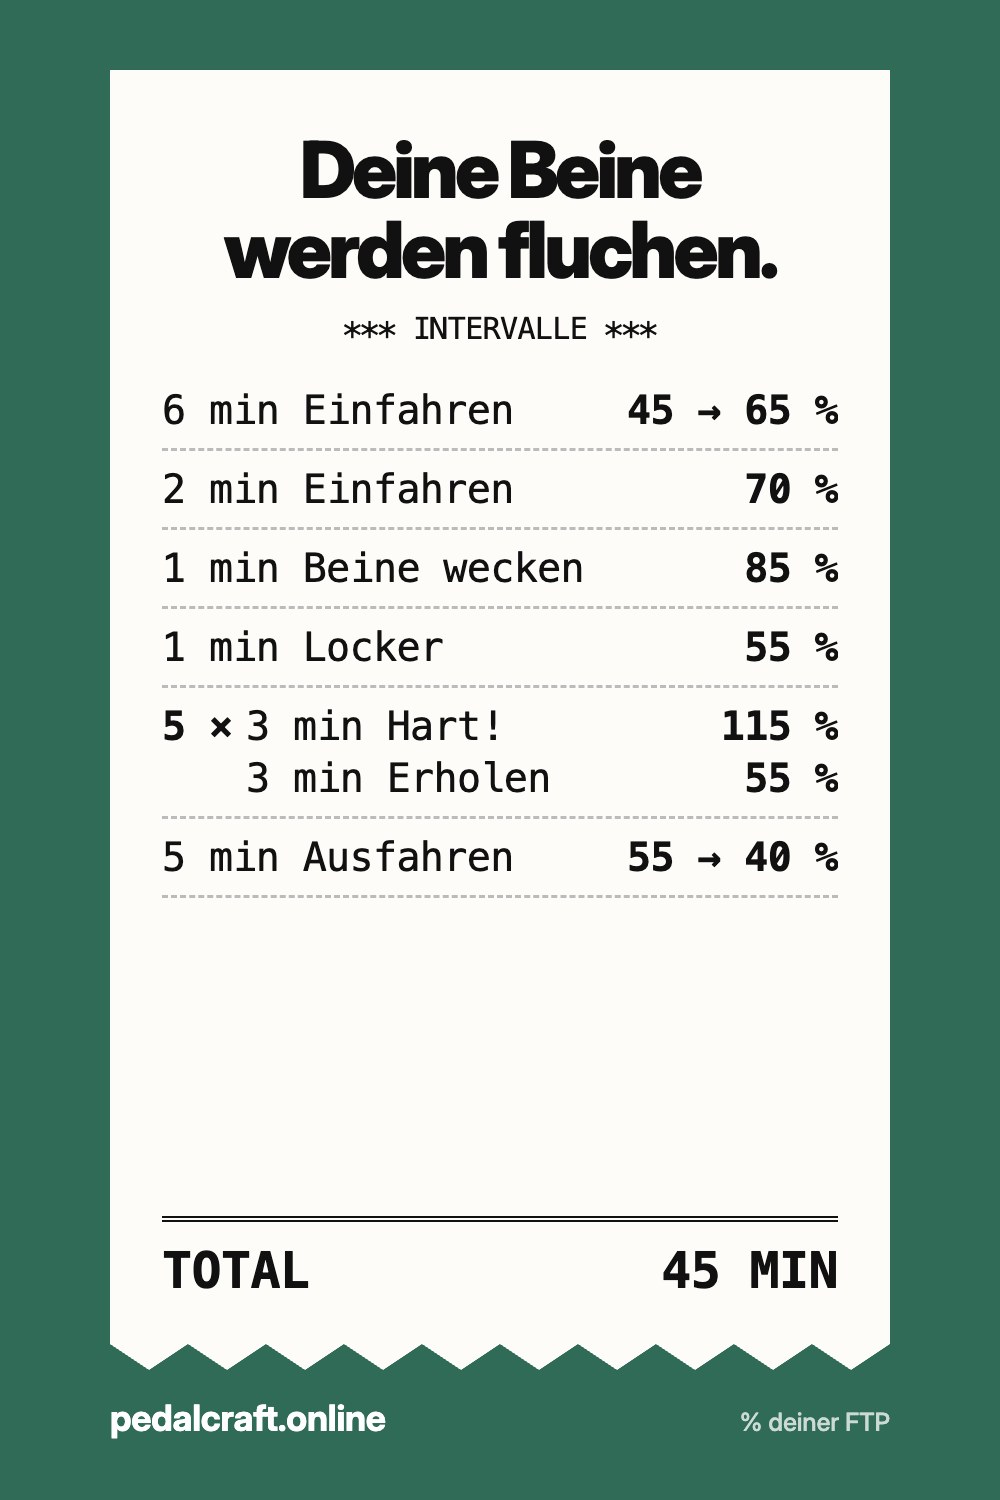 Deine Beine
werden fluchen.
*** INTERVALLE ***
6 min Einfahren 45 → 65 %
2 min Einfahren 70 %
1 min Beine wecken 85 %
1 min Locker 55 %
5 × 3 min Hart! 115 %
3 min Erholen 55 %
5 min Ausfahren 55 → 40 %
TOTAL 45 MIN
pedalcraft.online % deiner FTP